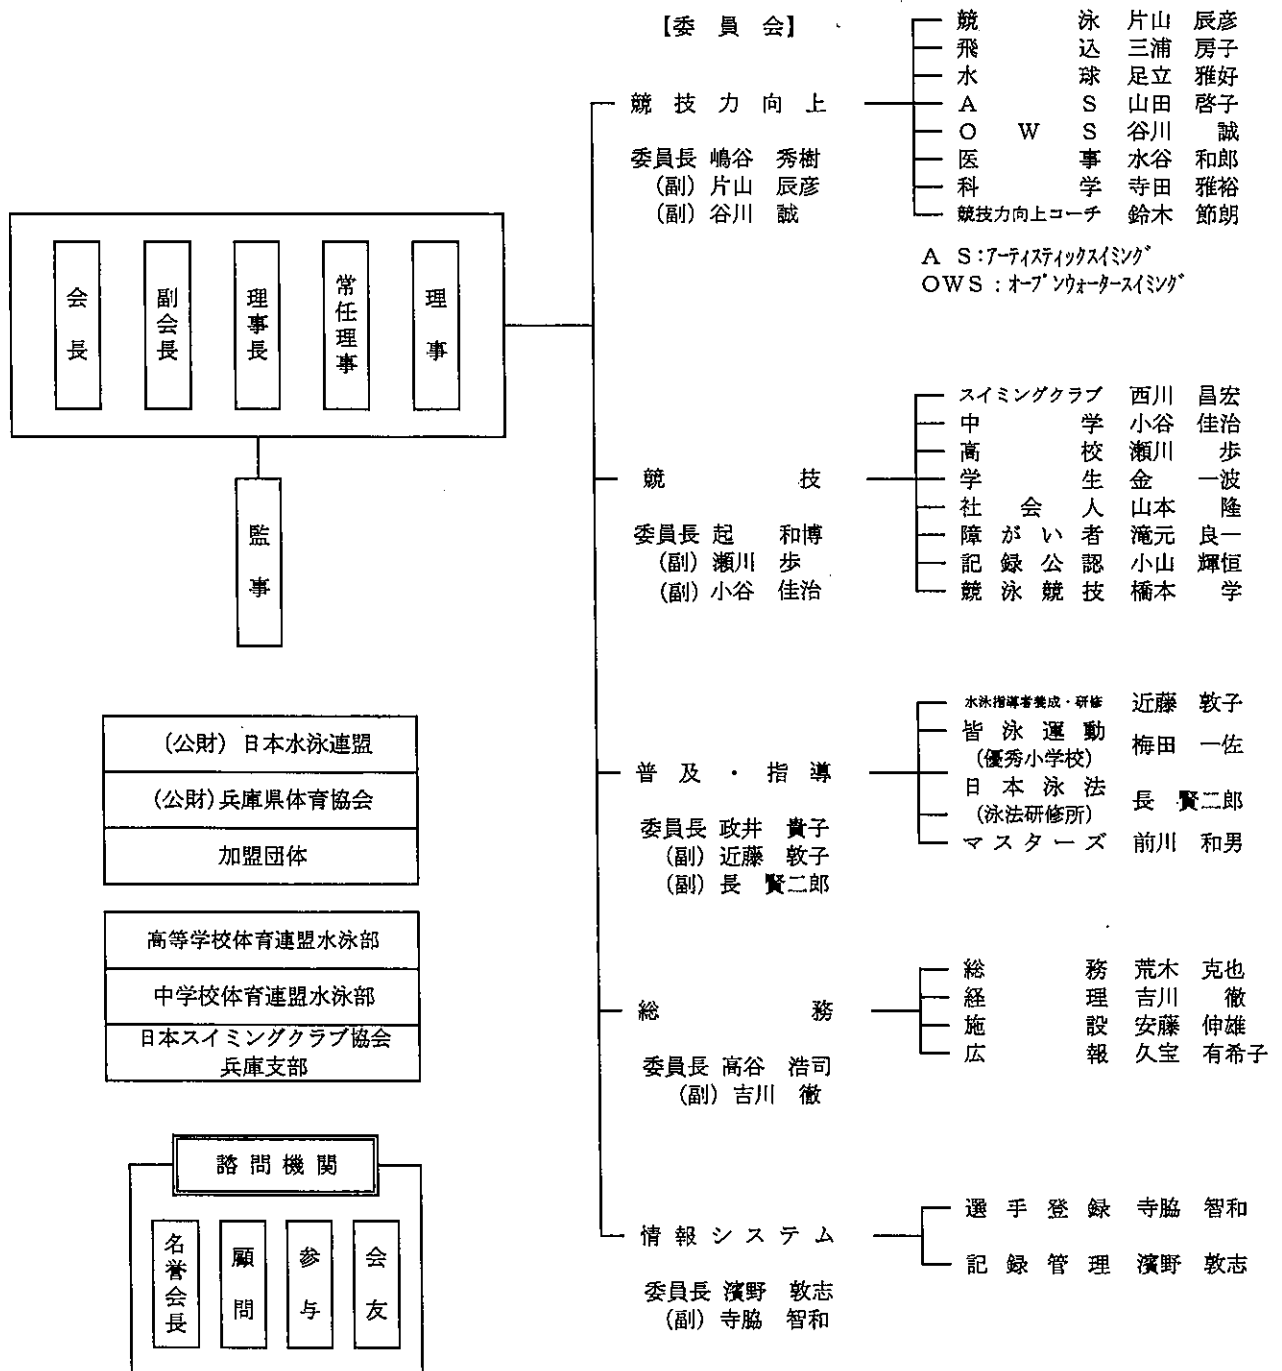 会長
副会長
理事長
常任理事
理事
監事
(公財) 日本水泳連盟
(公財) 兵庫県体育協会
加盟団体
高等学校体育連盟水泳部
中学校体育連盟水泳部
日本スイミングクラブ協会
兵庫支部
諮問機関
名誉会長
顧問
参与
会友
【委員会】
競技力向上
委員長 嶋谷 秀樹
(副) 片山 辰彦
(副) 谷川 誠
競泳 片山 辰彦
飛込 三浦 房子
水球 足立 雅好
AS 山田 啓子
OWS 谷川 誠
医事 水谷 和郎
科学 寺田 雅裕
競技力向上コーチ 鈴木 節朗
A S:アーティスティックスイミング
OWS:オープンウォータースイミング
競技
委員長 起 和博
(副) 瀬川 歩
(副) 小谷 佳治
スイミングクラブ 西川 昌宏
中学 小谷 佳治
高校 瀬川 歩
学生 金 一波
社会人 山本 隆
障がい者 滝元 良一
記録公認 小山 輝恒
競泳競技 橋本 学
普及・指導
委員長 政井 貴子
(副) 近藤 敦子
(副) 長 賢二郎
水泳指導者養成・研修 近藤 敦子
皆泳運動 梅田 一佐
(優秀小学校)
日本泳法 長 賢二郎
(泳法研修所)
マスターズ 前川 和男
総務
委員長 高谷 浩司
(副) 吉川 徹
総務 荒木 克也
経理 吉川 徹
施設 安藤 伸雄
広報 久宝 有希子
情報システム
委員長 濱野 敦志
(副) 寺脇 智和
選手登録 寺脇 智和
記録管理 濱野 敦志